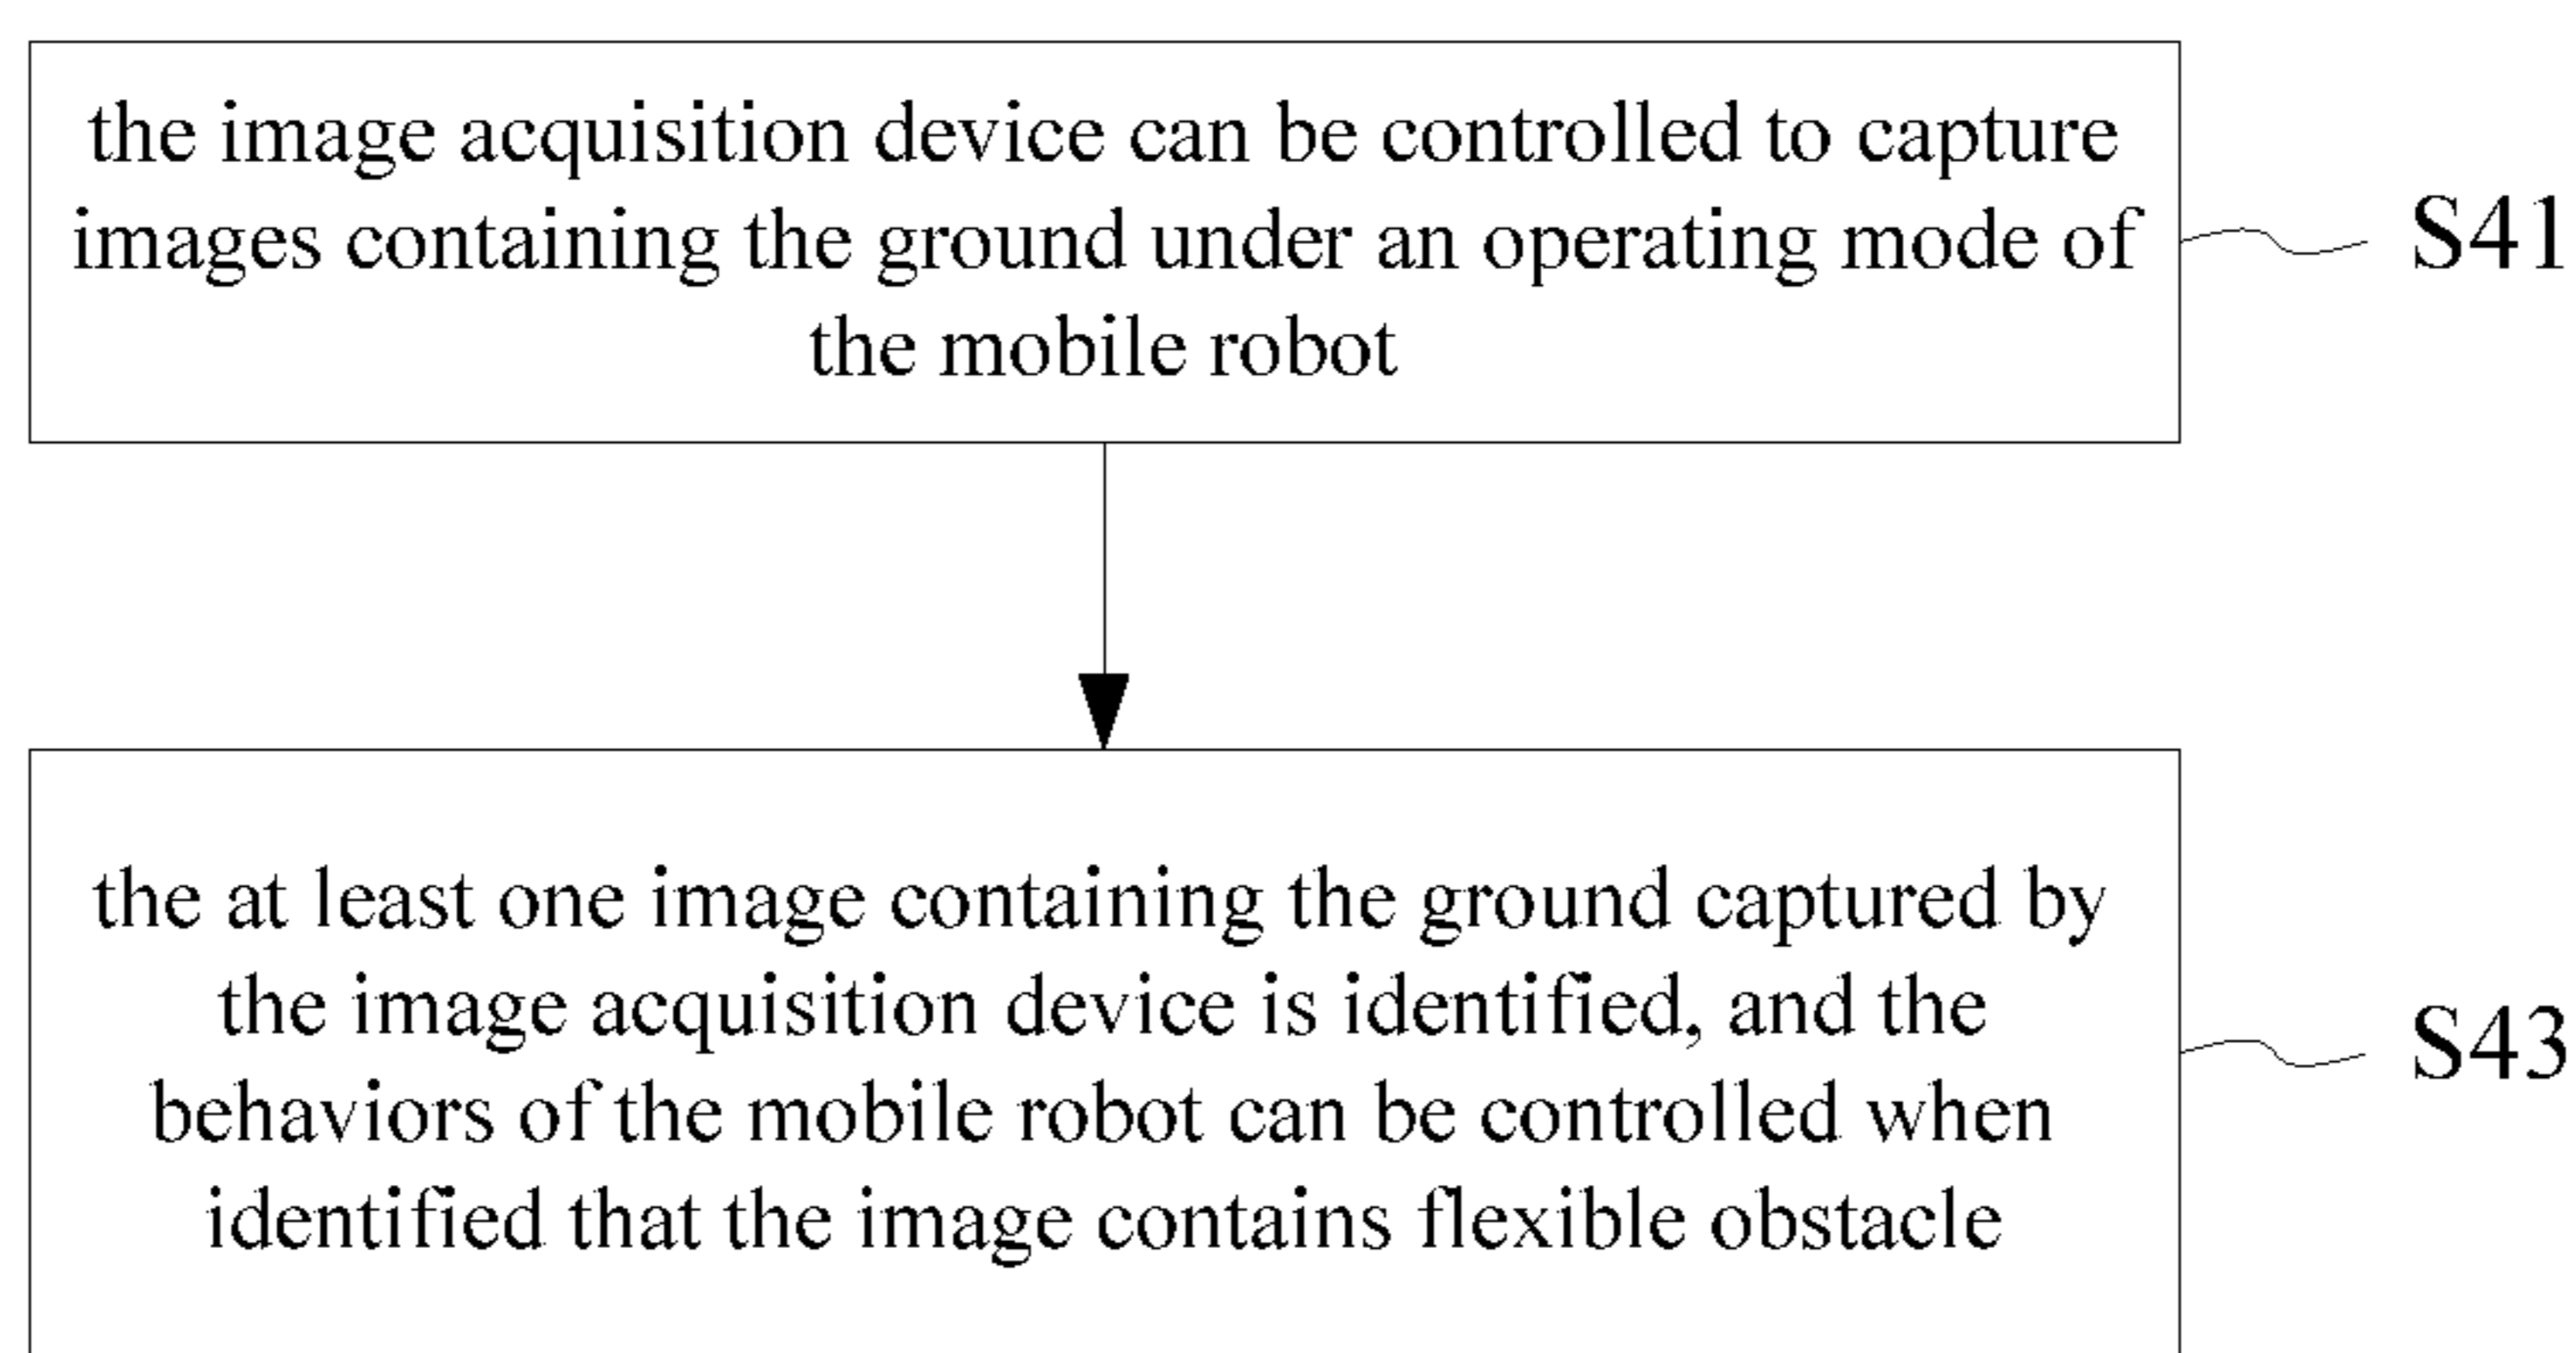 the image acquisition device can be controlled to capture
images containing the ground under an operating mode of
the mobile robot
S41
the at least one image containing the ground captured by
the image acquisition device is identified, and the
behaviors of the mobile robot can be controlled when
identified that the image contains flexible obstacle
S43